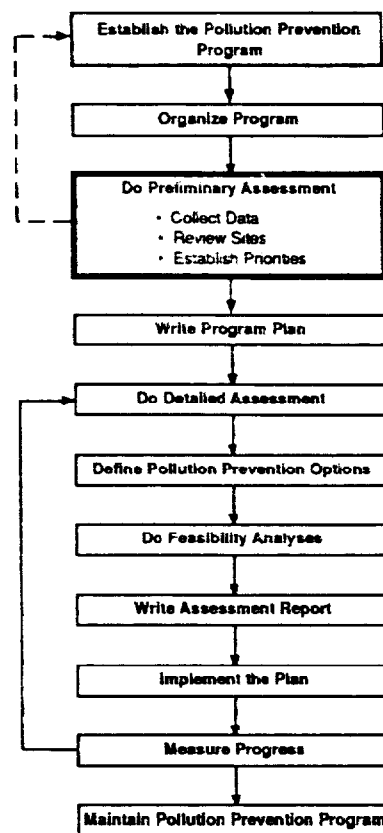 Establish the Pollution Prevention
Program
Organize Program
Do Preliminary Assessment
• Collect Data
• Review Sites
• Establish Priorities
Write Program Plan
Do Detailed Assessment
Define Pollution Prevention Options
Do Feasibility Analyses
Write Assessment Report
Implement the Plan
Measure Progress
Maintain Pollution Prevention Program